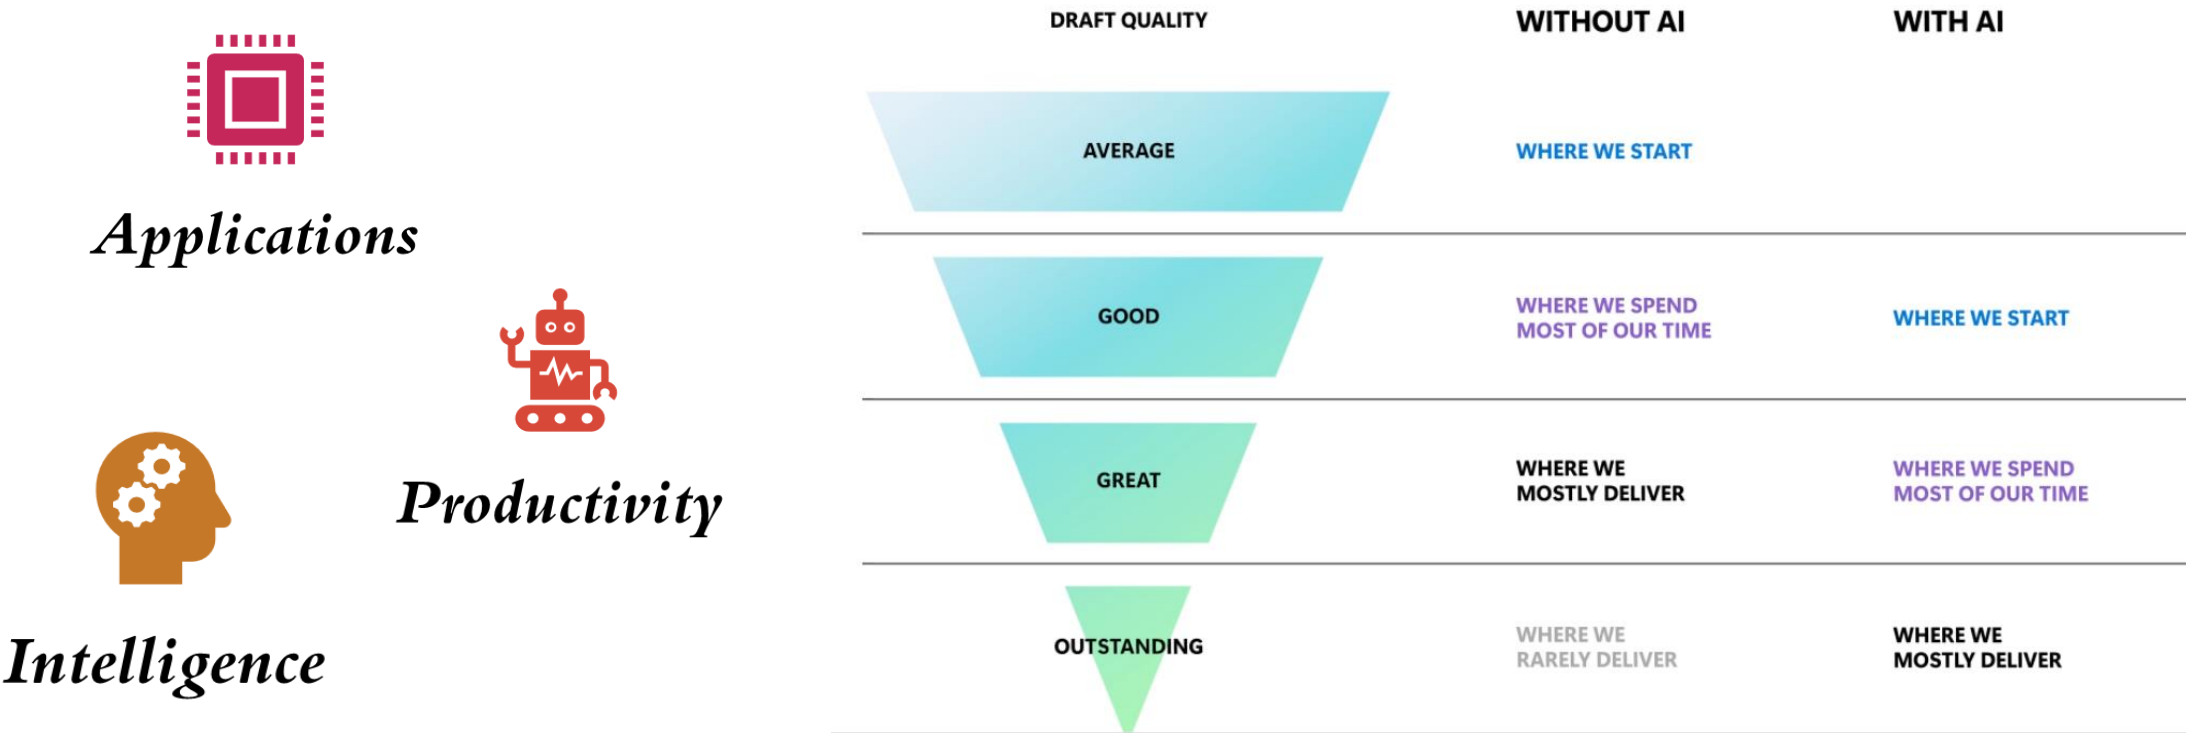 Applications
Productivity
Intelligence
DRAFT QUALITY
WITHOUT AI
WITH AI
AVERAGE
WHERE WE START
GOOD
WHERE WE SPEND
MOST OF OUR TIME
WHERE WE START
GREAT
WHERE WE
MOSTLY DELIVER
WHERE WE SPEND
MOST OF OUR TIME
OUTSTANDING
WHERE WE
RARELY DELIVER
WHERE WE
MOSTLY DELIVER